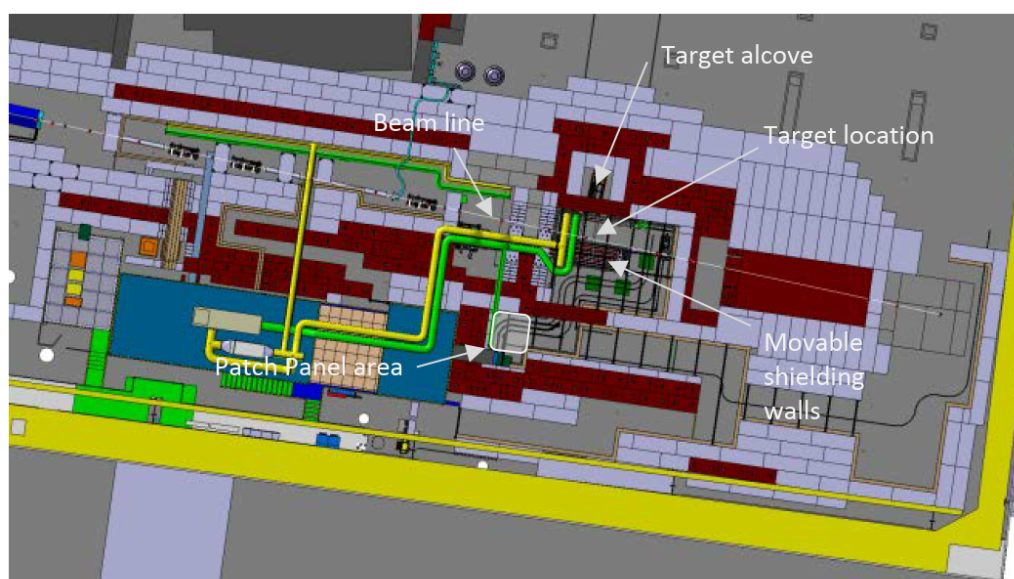 Target alcove
Beam line
Target location
Patch Panel area
Movable
shielding
walls